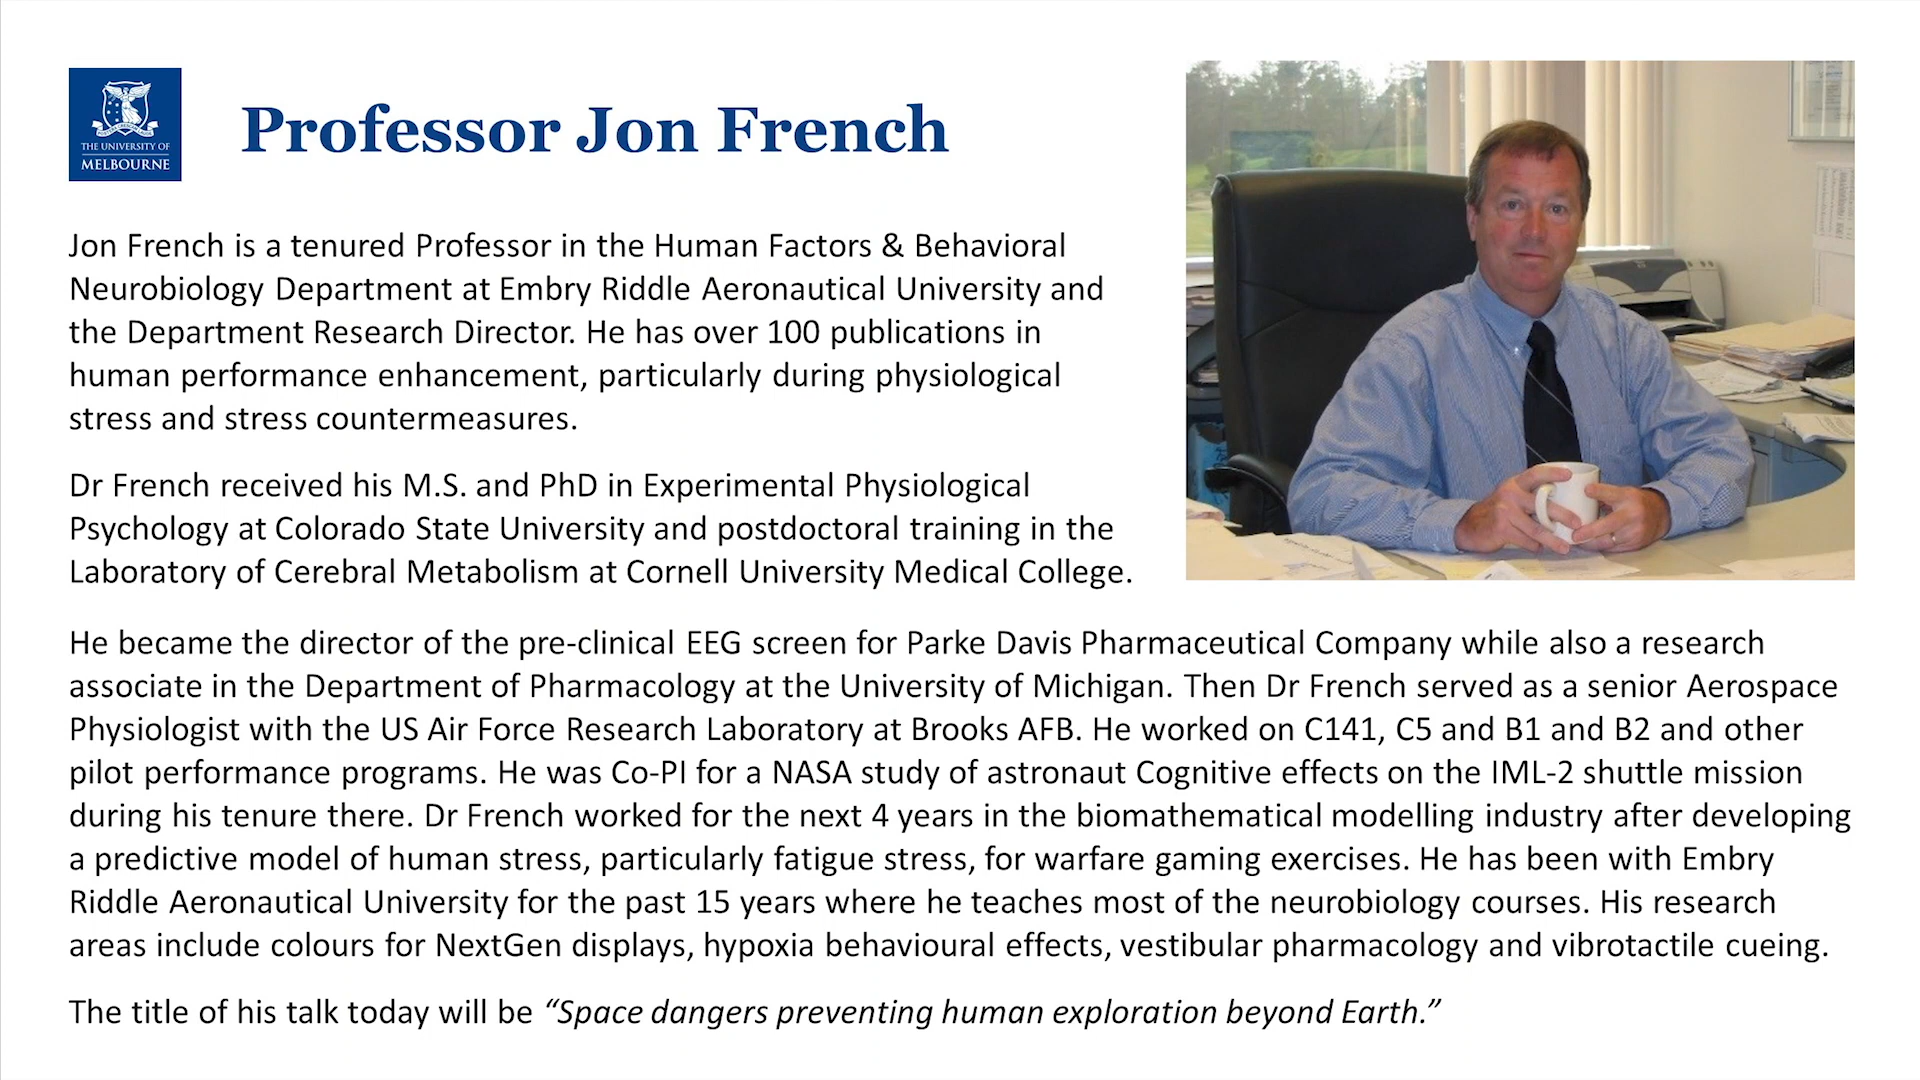 THE UNIVERSITY OF
MELBOURNE
Professor Jon French
Jon French is a tenured Professor in the Human Factors & Behavioral
Neurobiology Department at Embry Riddle Aeronautical University and
the Department Research Director. He has over 100 publications in
human performance enhancement, particularly during physiological
stress and stress countermeasures.
Dr French received his M.S. and PhD in Experimental Physiological
Psychology at Colorado State University and postdoctoral training in the
Laboratory of Cerebral Metabolism at Cornell University Medical College.
He became the director of the pre-clinical EEG screen for Parke Davis Pharmaceutical Company while also a research
associate in the Department of Pharmacology at the University of Michigan. Then Dr French served as a senior Aerospace
Physiologist with the US Air Force Research Laboratory at Brooks AFB. He worked on C141, C5 and B1 and B2 and other
pilot performance programs. He was Co-PI for a NASA study of astronaut Cognitive effects on the IML-2 shuttle mission
during his tenure there. Dr French worked for the next 4 years in the biomathematical modelling industry after developing
a predictive model of human stress, particularly fatigue stress, for warfare gaming exercises. He has been with Embry
Riddle Aeronautical University for the past 15 years where he teaches most of the neurobiology courses. His research
areas include colours for NextGen displays, hypoxia behavioural effects, vestibular pharmacology and vibrotactile cueing.
The title of his talk today will be “Space dangers preventing human exploration beyond Earth.”